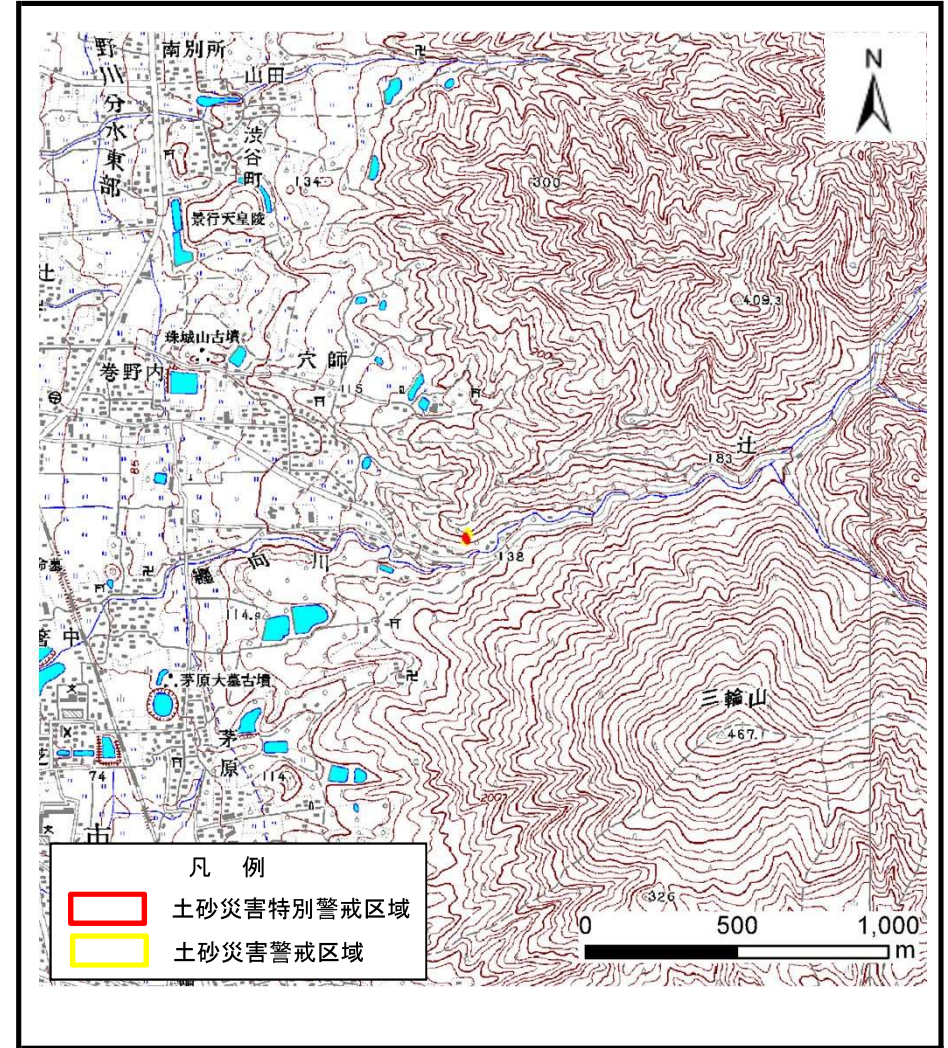 野川分水東部
南別所
山田
渋谷町
N
134
300
景行天皇陵
辻
409.3
珠城山古墳
巻野内
穴師
115
85
辻
183
138
纒向川
114.9
茅原大墓古墳
三輪山
467.1
茅原
74
114
200
市
326
凡 例
土砂災害特別警戒区域
土砂災害警戒区域
0 500 1,000
m